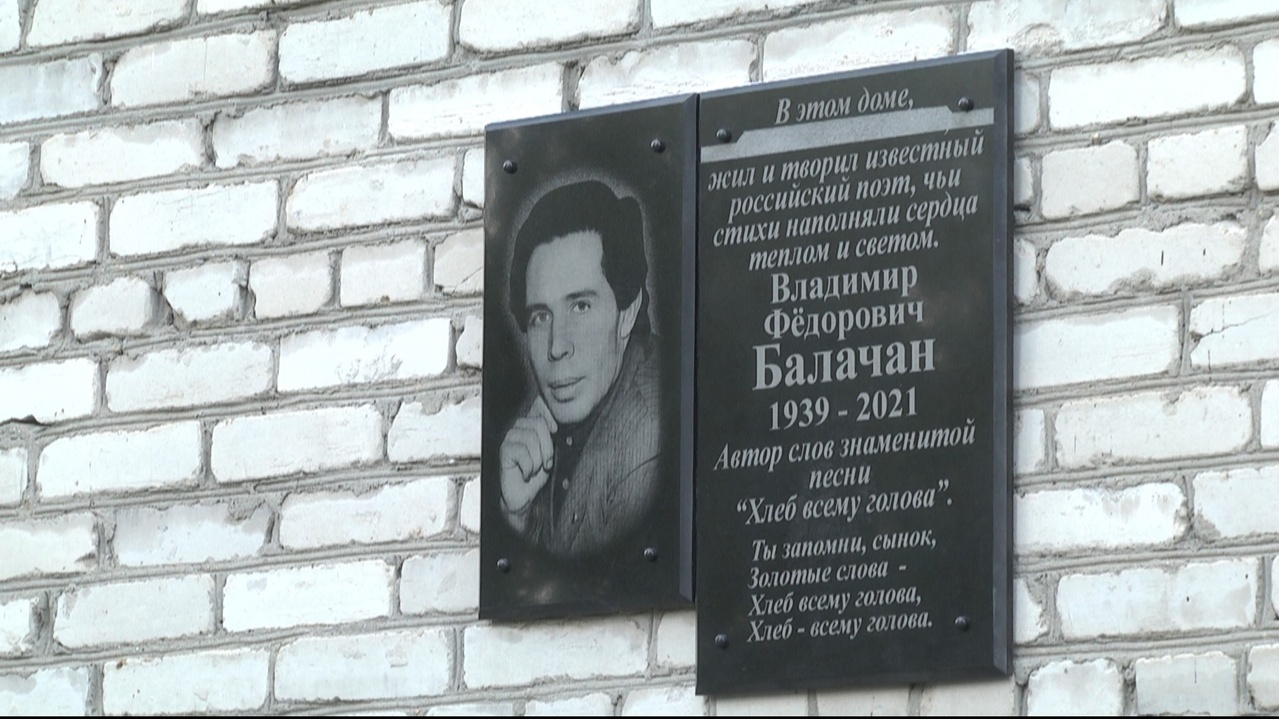 В этом доме,
жил и творил известный
российский поэт, чьи
стихи наполняли сердца
теплом и светом.
Владимир
Фёдорович
Балачан
1939 - 2021
Автор слов знаменитой
песни
“Хлеб всему голова”.
Ты запомни, сынок,
Золотые слова -
Хлеб всему голова,
Хлеб - всему голова.